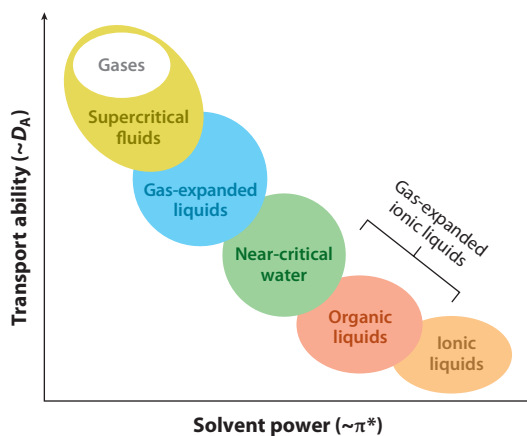 Gases
Supercritical
fluids
Gas-expanded
liquids
Near-critical
water
Gas-expanded
ionic liquids
Organic
liquids
Ionic
liquids
Transport ability (~D_A)
Solvent power (~π*)